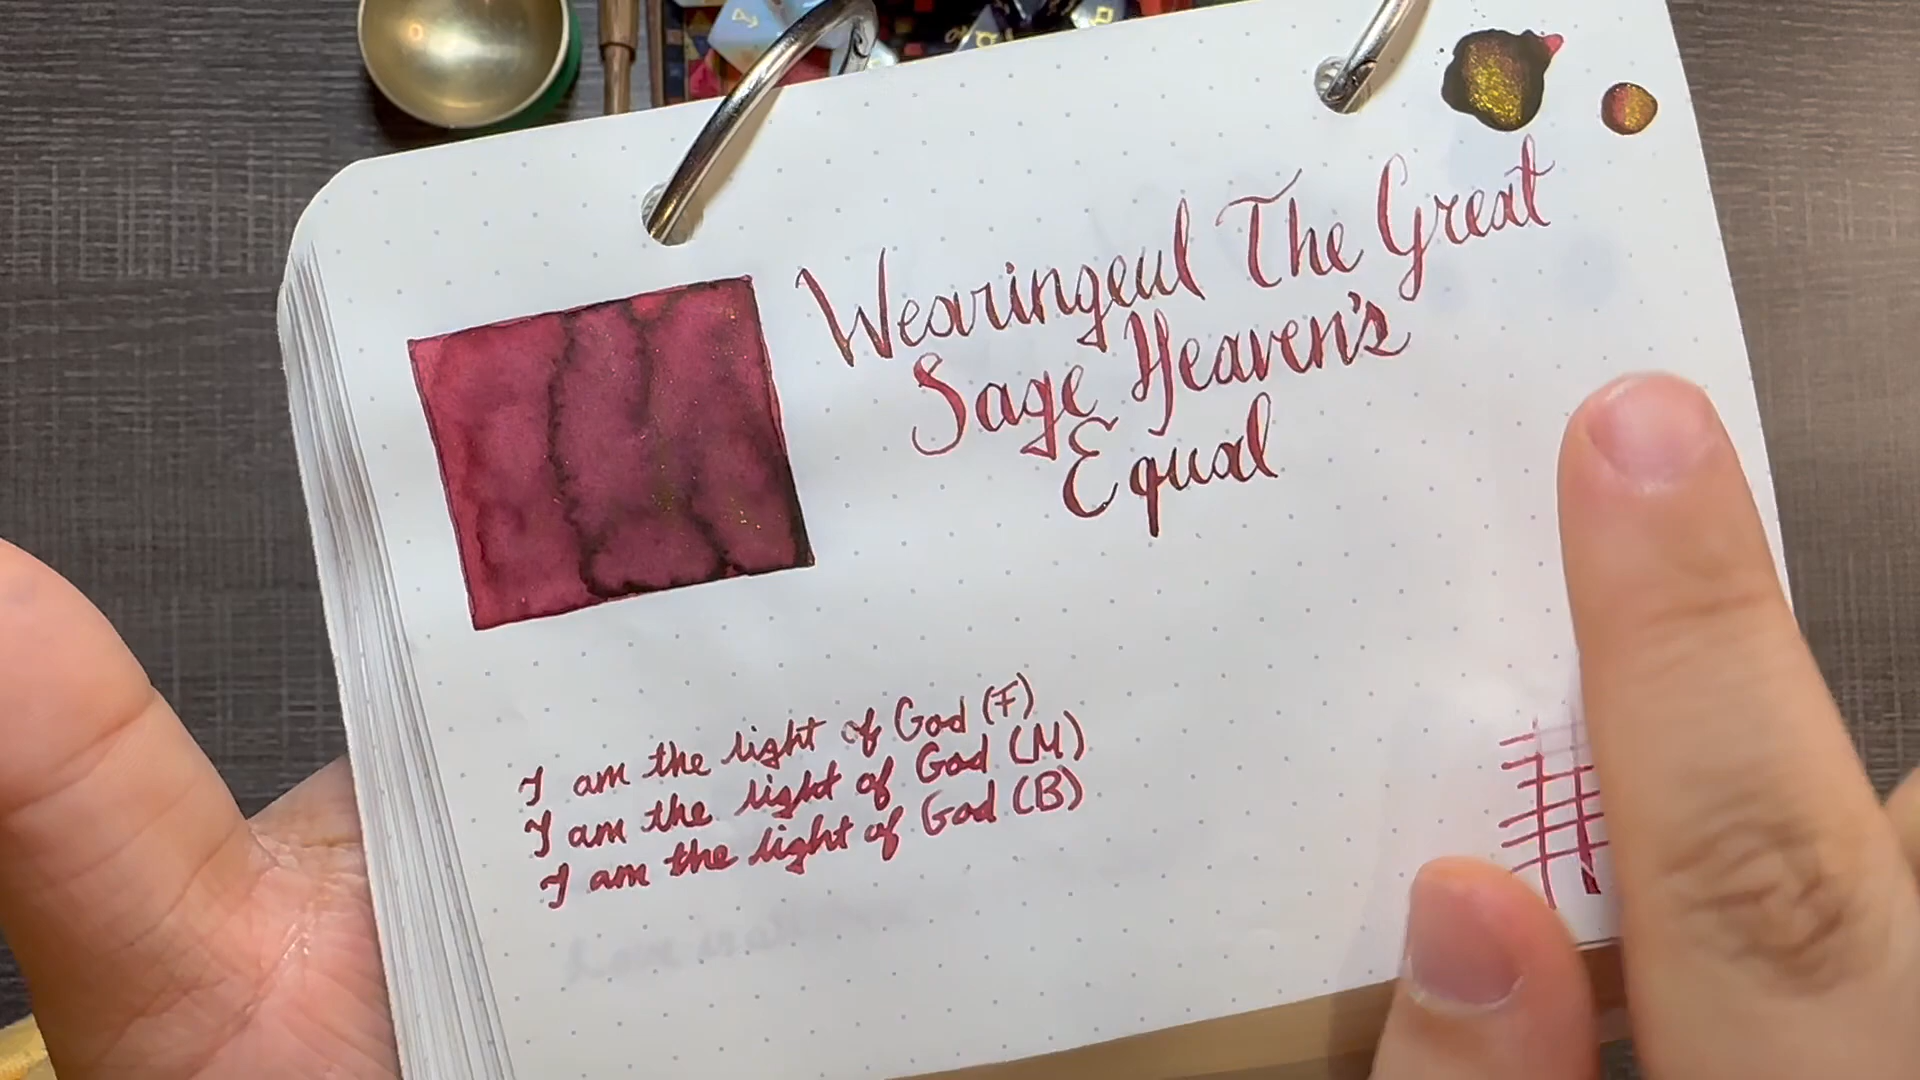 Wearingeul The Great
Sage Heaven's
Equal
I am the light of God (F)
I am the light of God (M)
I am the light of God (B)